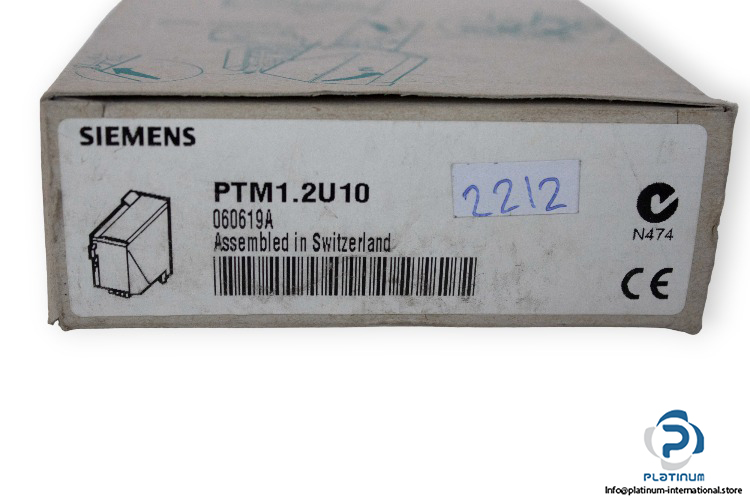 SIEMENS
PTM1.2U10
060619A
Assembled in Switzerland
2212
N474
CE
PLATINUM
Info@platinum-international.store